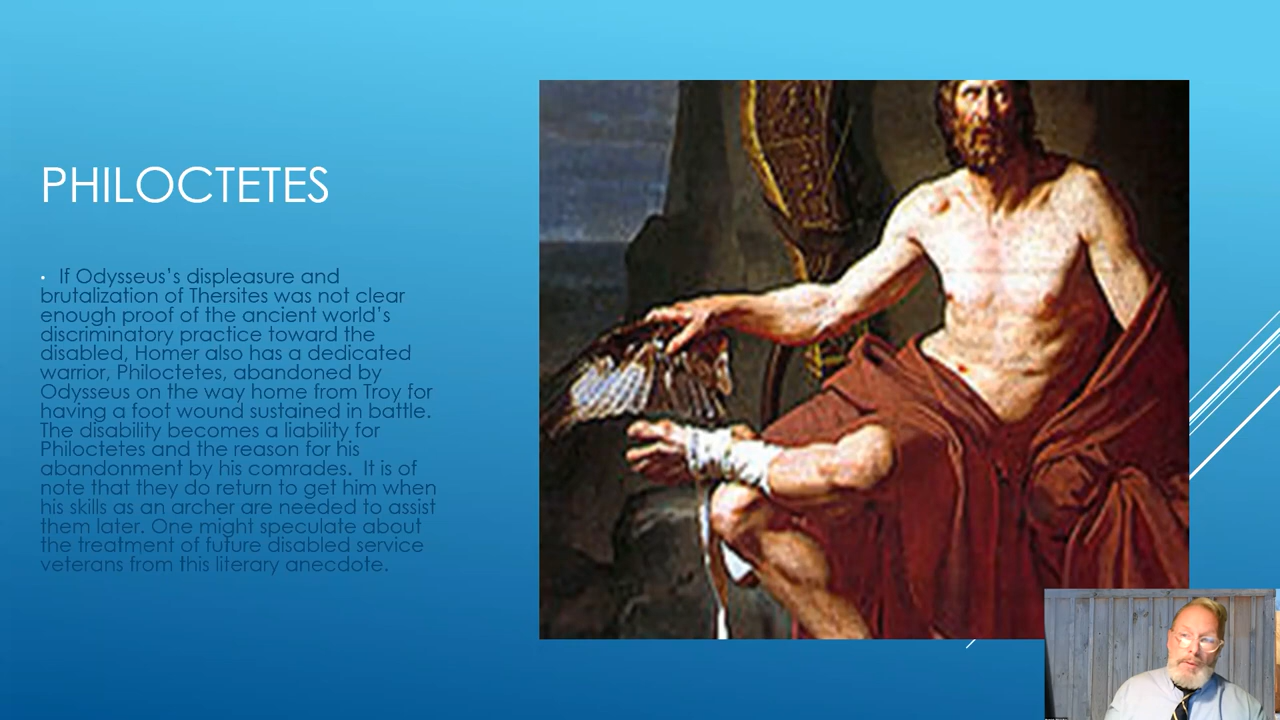 PHILOCTETES
• If Odysseus's displeasure and
brutalization of Thersites was not clear
enough proof of the ancient world's
discriminatory practice toward the
disabled, Homer also has a dedicated
warrior, Philoctetes, abandoned by
Odysseus on the way home from Troy for
having a foot wound sustained in battle.
The disability becomes a liability for
Philoctetes and the reason for his
abandonment by his comrades. It is of
note that they do return to get him when
his skills as an archer are needed to assist
them later. One might speculate about
the treatment of future disabled service
veterans from this literary anecdote.